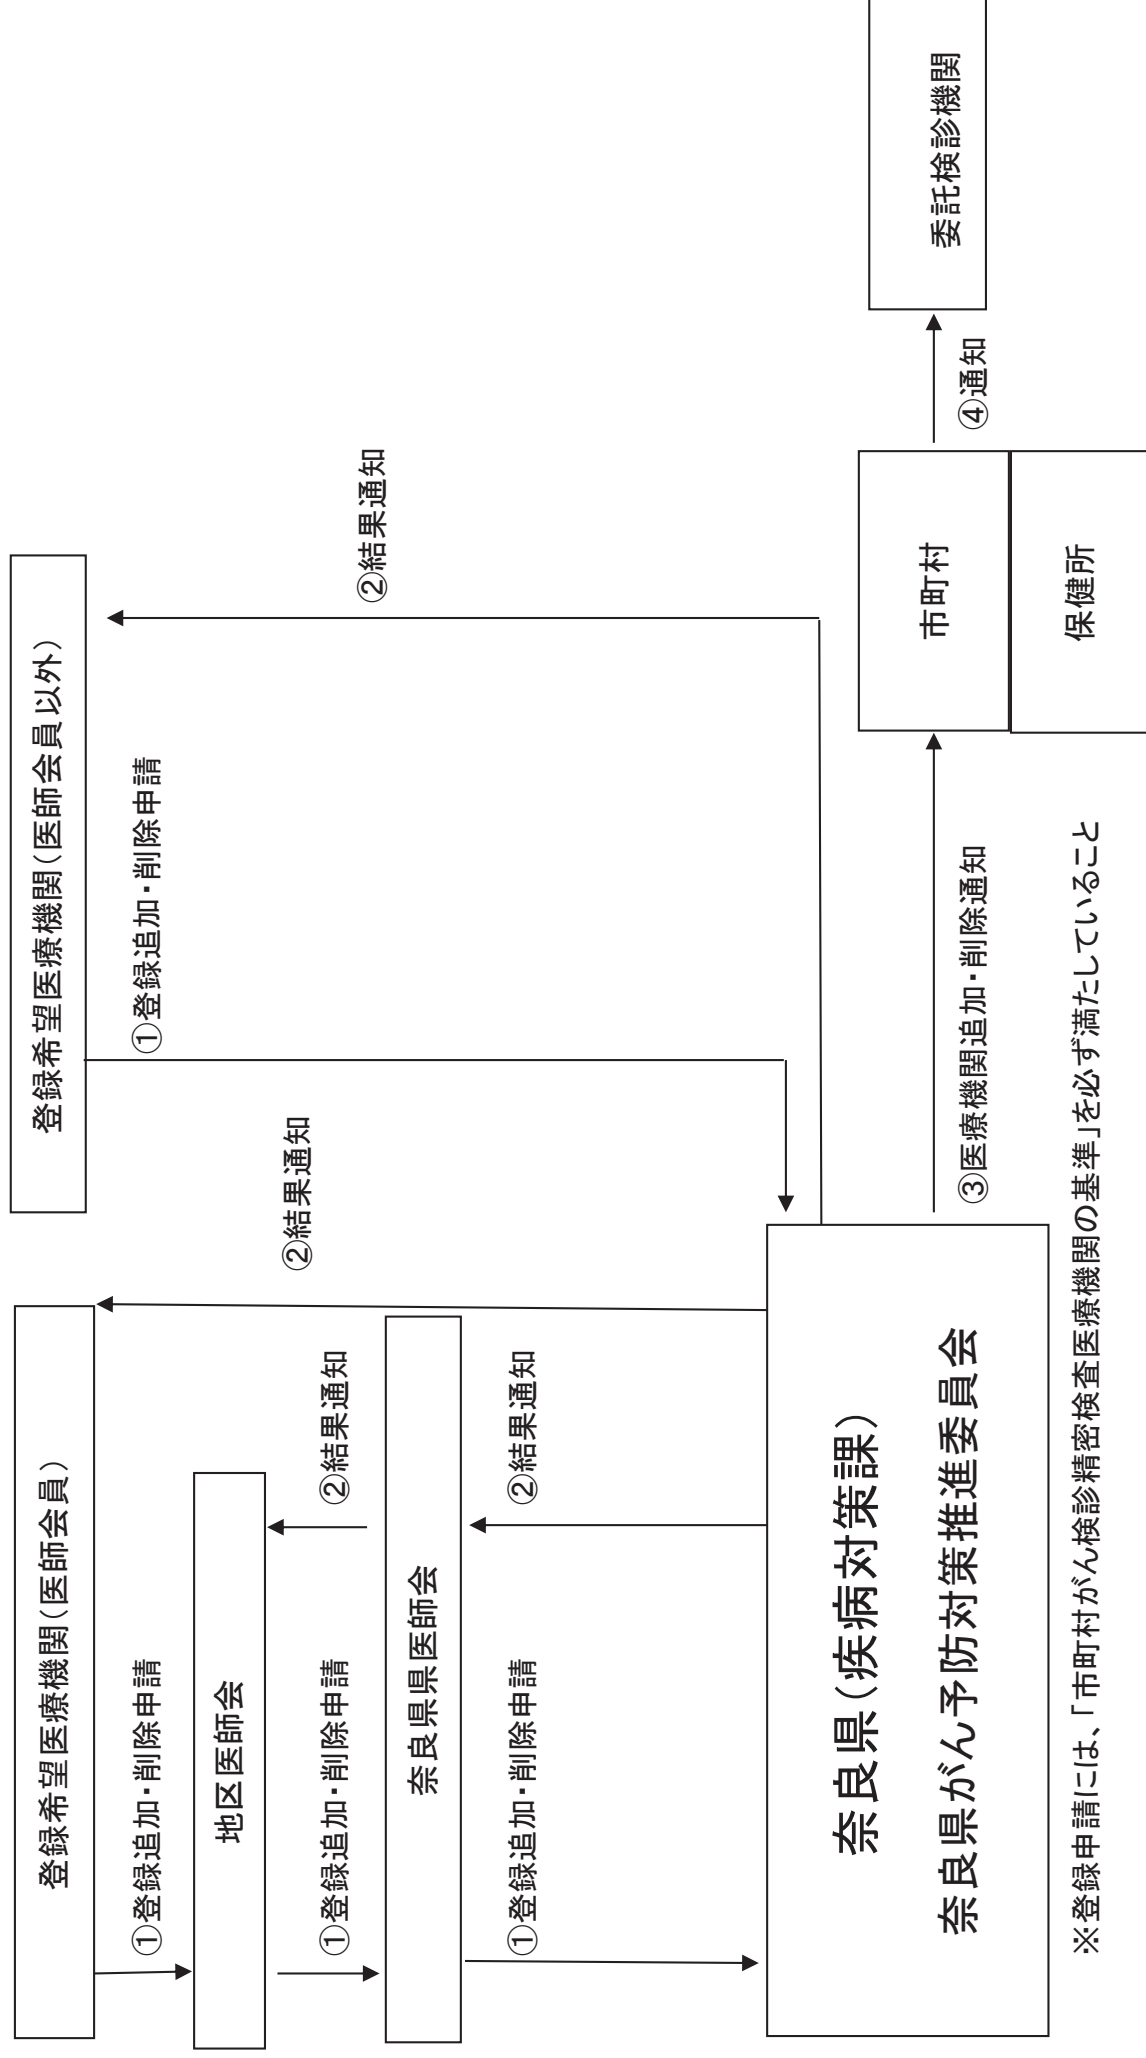 登録希望医療機関（医師会員）
登録希望医療機関（医師会員以外）
①登録追加・削除申請
①登録追加・削除申請
地区医師会
②結果通知
①登録追加・削除申請
②結果通知
②結果通知
奈良県県医師会
①登録追加・削除申請
②結果通知
奈良県（疾病対策課）
奈良県がん予防対策推進委員会
③医療機関追加・削除通知
市町村
保健所
④通知
委託検診機関
※登録申請には、「市町村がん検診精密検査医療機関の基準」を必ず満たしていること